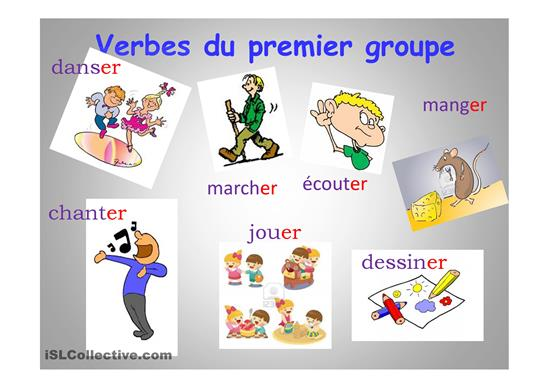 Verbes du premier groupe
danser
manger
marcher
écouter
chanter
jouer
dessiner
iSLCollective.com